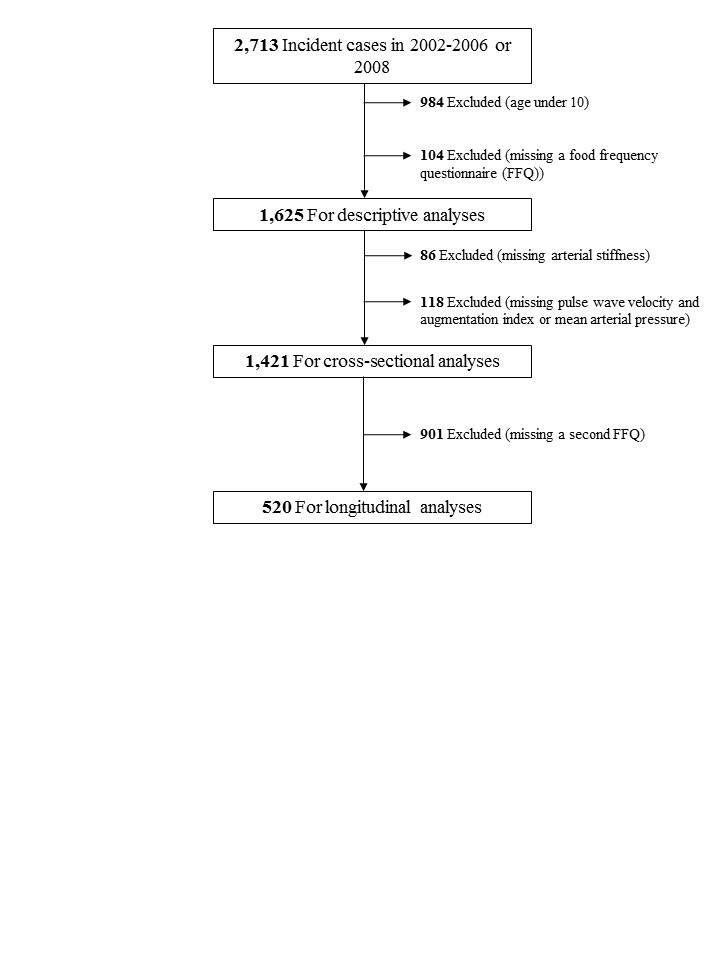 2,713 Incident cases in 2002-2006 or
2008
984 Excluded (age under 10)
104 Excluded (missing a food frequency
questionnaire (FFQ))
1,625 For descriptive analyses
86 Excluded (missing arterial stiffness)
118 Excluded (missing pulse wave velocity and
augmentation index or mean arterial pressure)
1,421 For cross-sectional analyses
901 Excluded (missing a second FFQ)
520 For longitudinal analyses